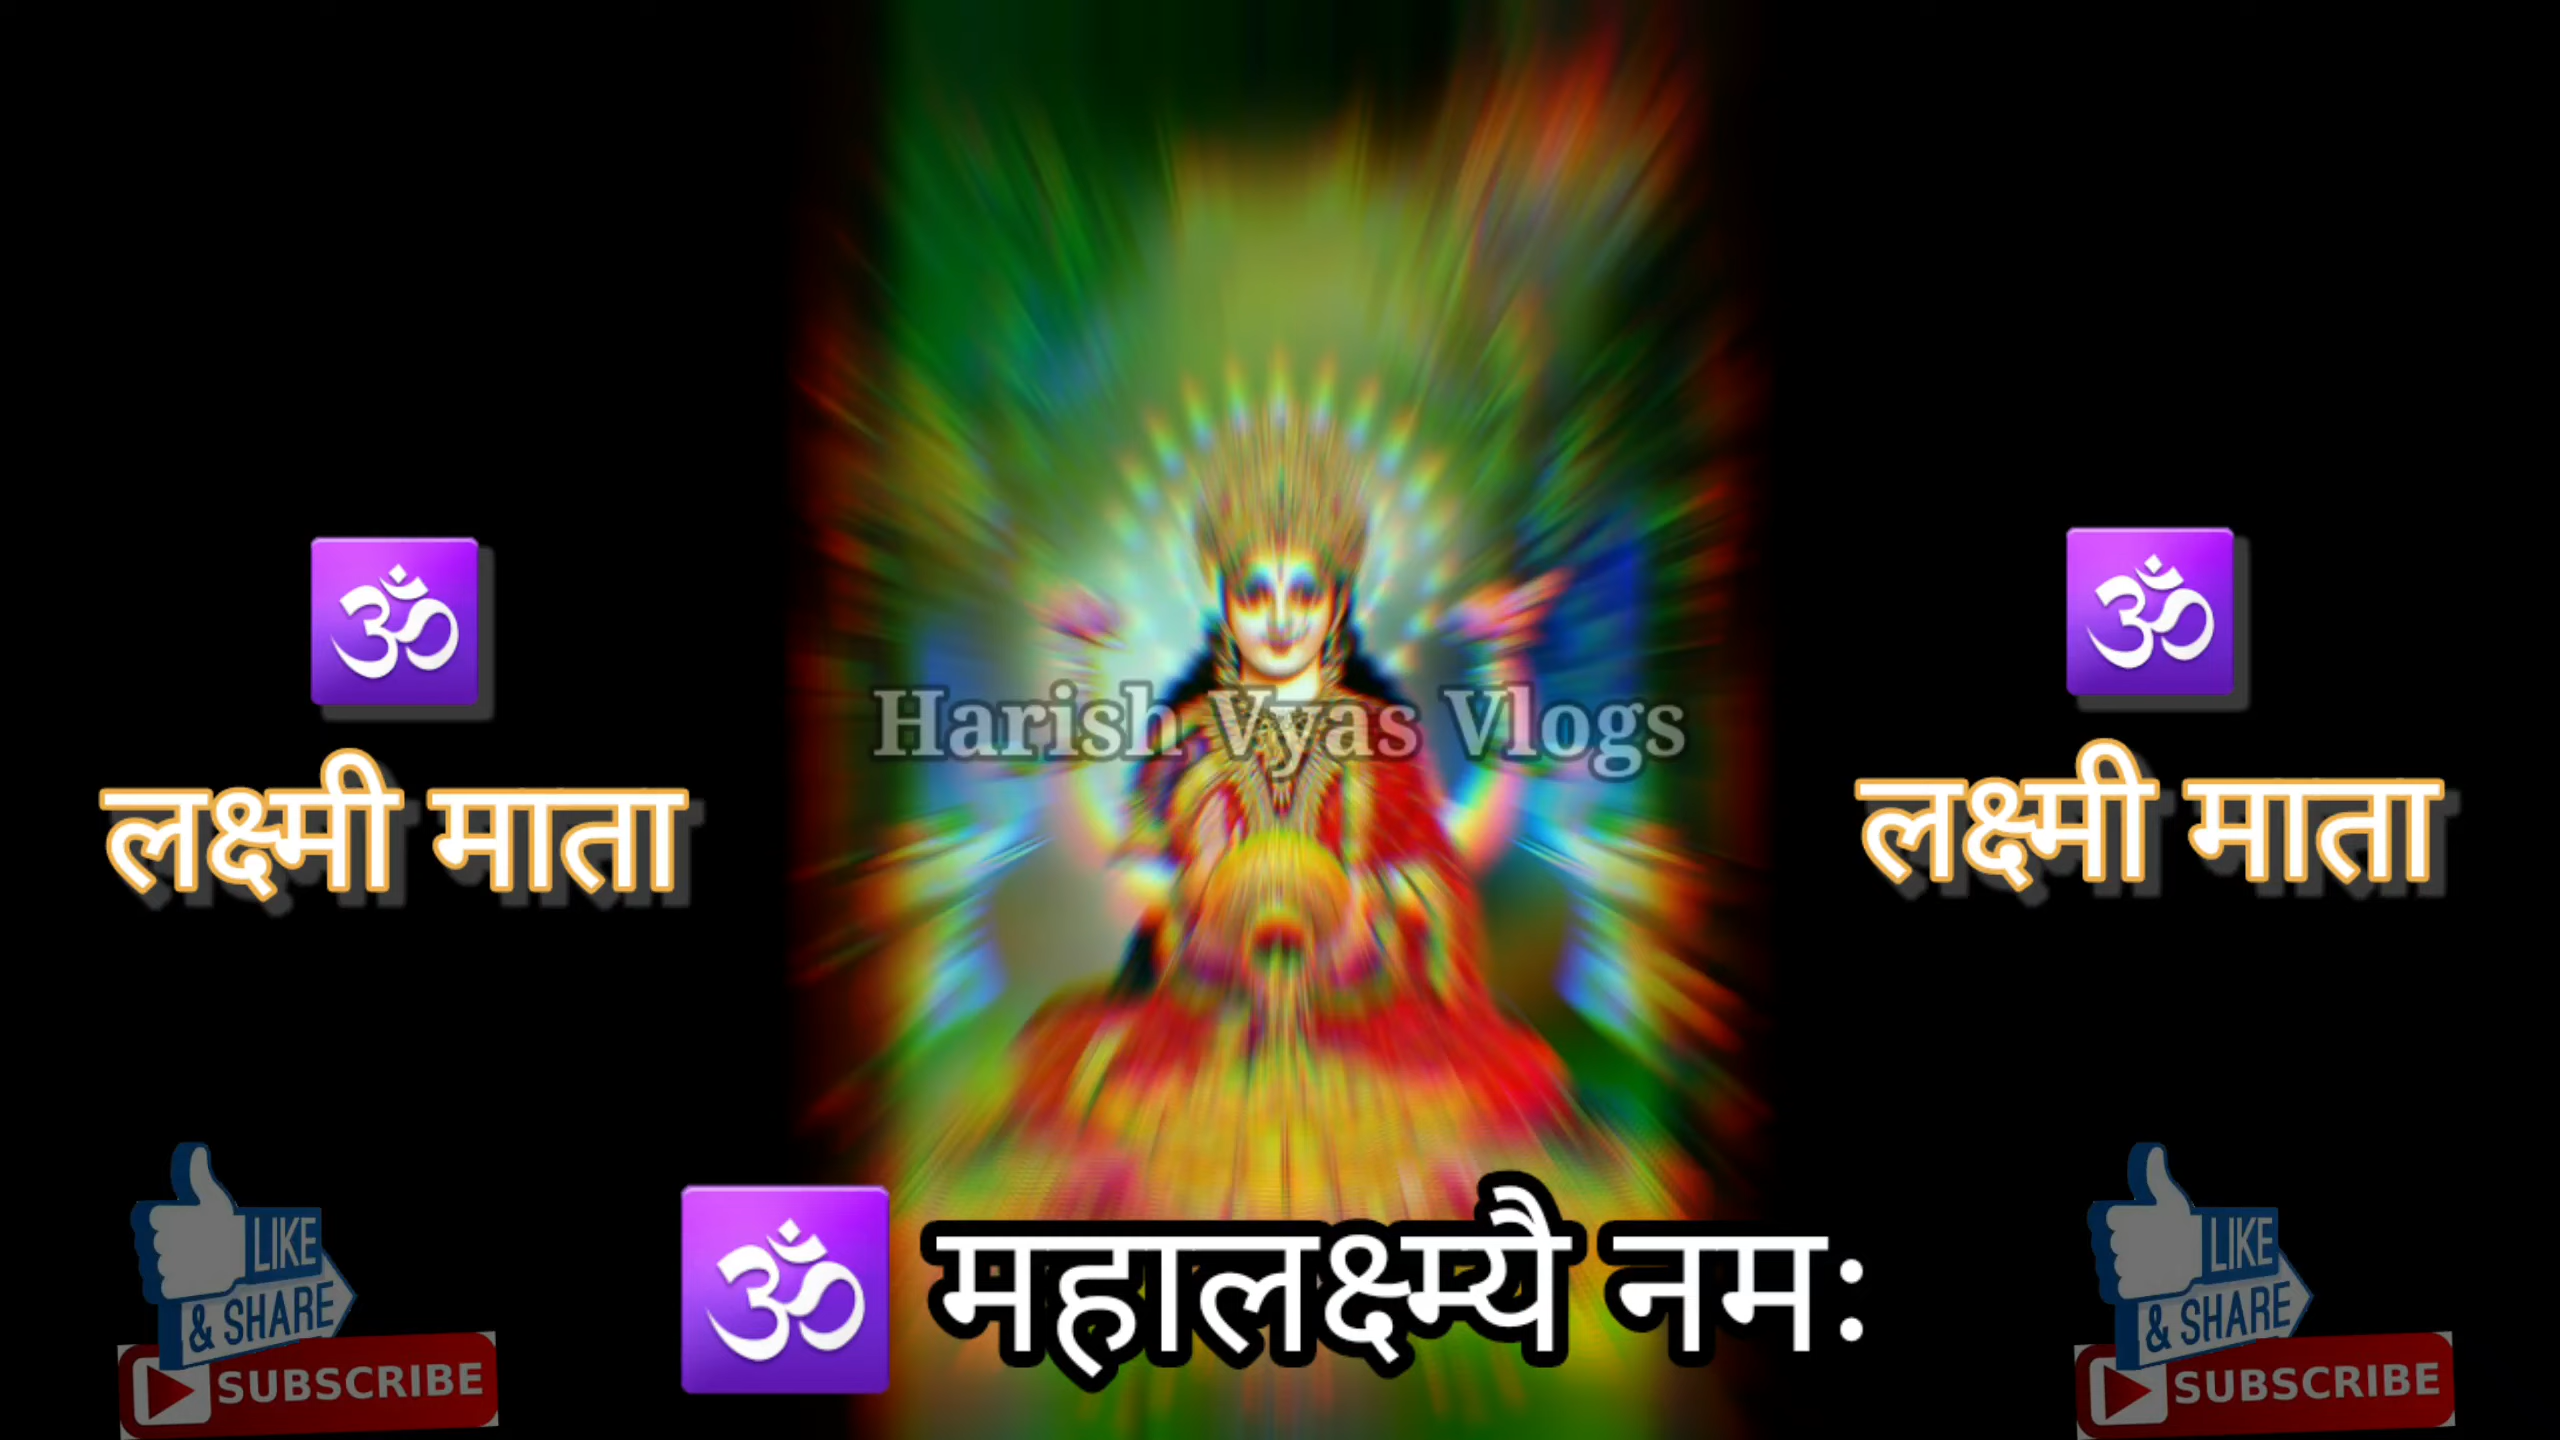 🕉
लक्ष्मी माता
🕉
लक्ष्मी माता
Harish Vyas Vlogs
🕉 महालक्ष्म्यै नमः
LIKE
& SHARE
SUBSCRIBE
LIKE
& SHARE
SUBSCRIBE